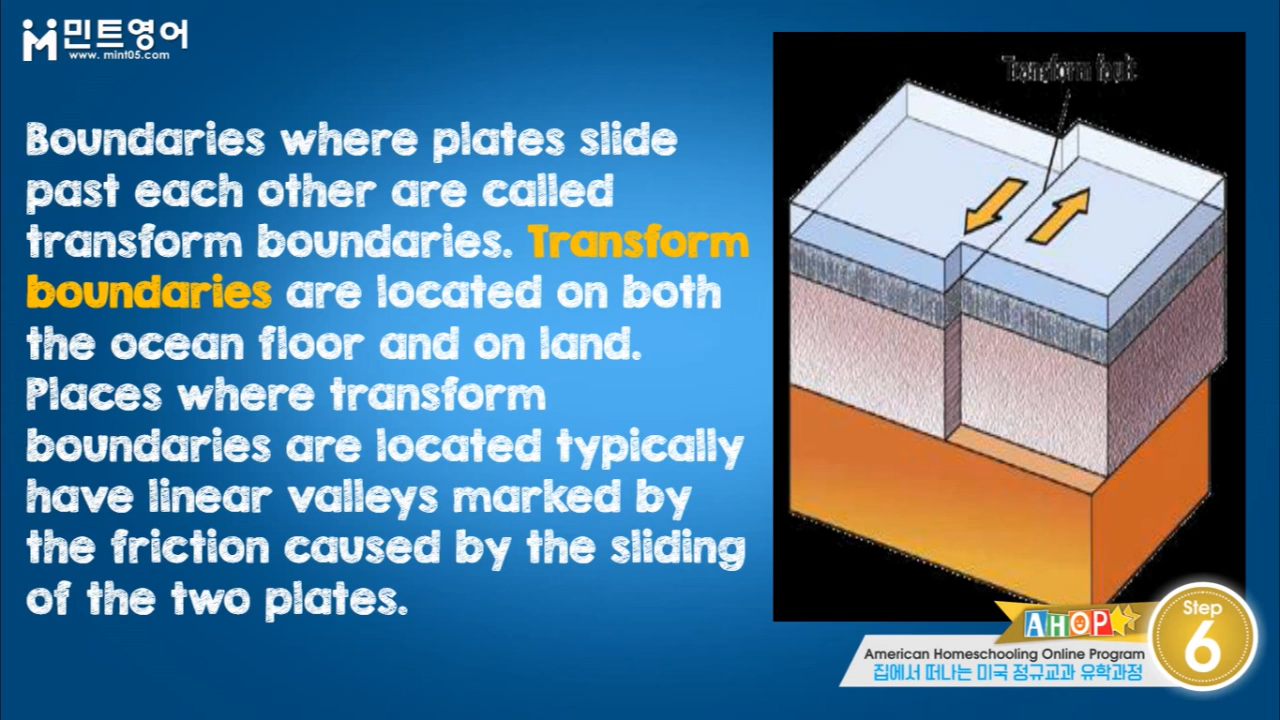 민트영어
www. mint05.com
Boundaries where plates slide
past each other are called
transform boundaries. Transform
boundaries are located on both
the ocean floor and on land.
Places where transform
boundaries are located typically
have linear valleys marked by
the friction caused by the sliding
of the two plates.
Transform fault
AHOP
Step
6
American Homeschooling Online Program
집에서 떠나는 미국 정규교과 유학과정